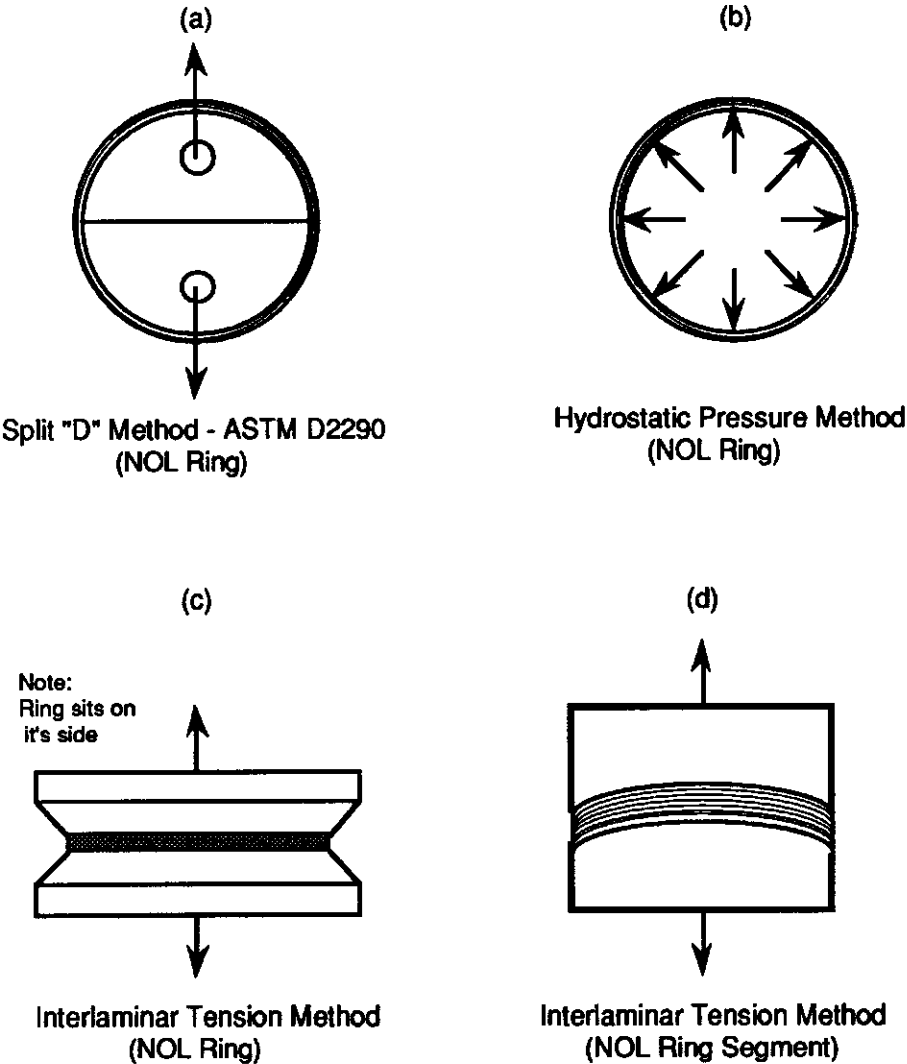 (a)
Split "D" Method - ASTM D2290
(NOL Ring)
(b)
Hydrostatic Pressure Method
(NOL Ring)
(c)
Note:
Ring sits on
it's side
Interlaminar Tension Method
(NOL Ring)
(d)
Interlaminar Tension Method
(NOL Ring Segment)